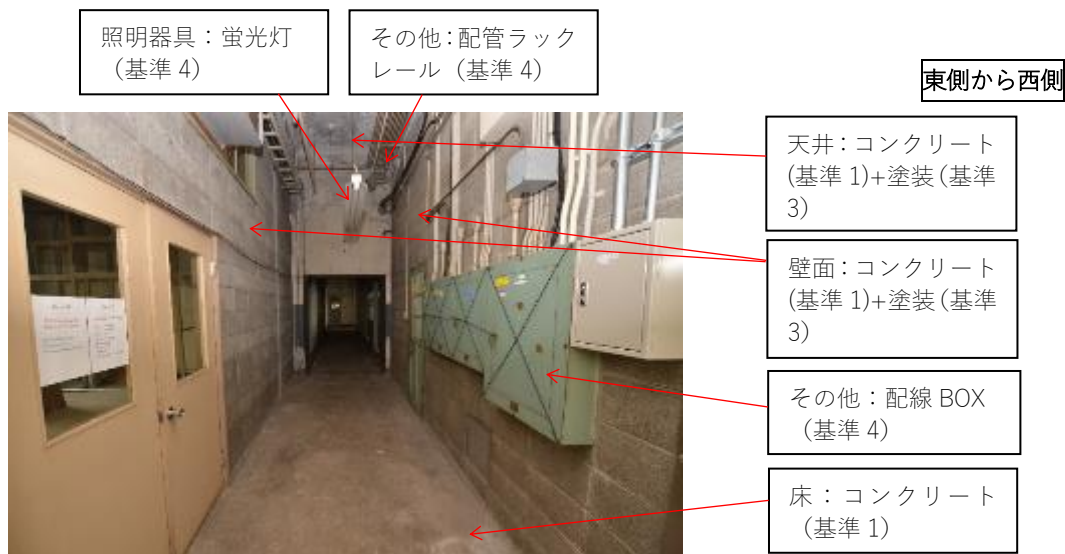 照明器具：蛍光灯
（基準 4）
その他：配管ラック
レール（基準 4）
東側から西側
天井：コンクリート
(基準 1)+塗装(基準
3)
壁面：コンクリート
(基準 1)+塗装(基準
3)
その他：配線 BOX
（基準 4）
床：コンクリート
（基準 1）